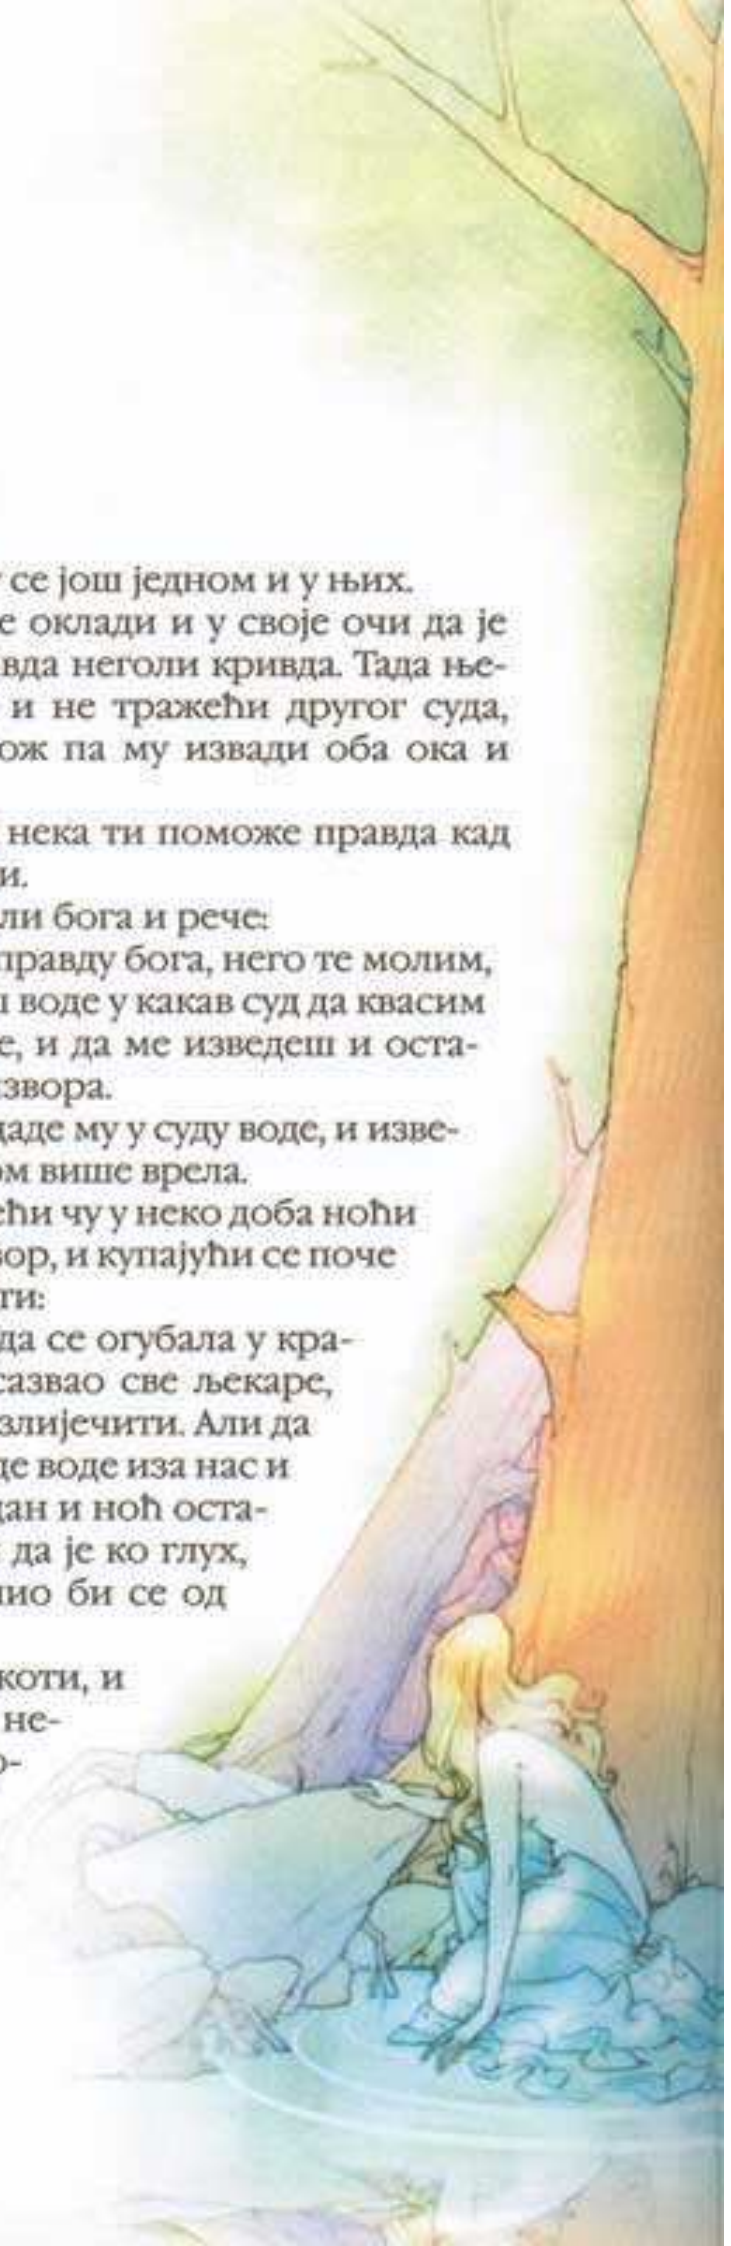 се још једном и у њих.
е оклади и у своје очи да је
вда неголи кривда. Тада ње-
и не тражећи другог суда,
ож па му извади оба ока и
нека ти поможе правда кад
и.
ли бога и рече:
правду бога, него те молим,
воде у какав суд да квасим
е, и да ме изведеш и оста-
звора.
даде му у суду воде, и изве-
ом више врела.
ећи чу у неко доба ноћи
вор, и купајући се поче
ти:
да се огубала у кра-
сазвао све љекаре,
злијечити. Али да
де воде иза нас и
дан и ноћ оста-
да је ко глух,
лио би се од
коти, и
не-
о-